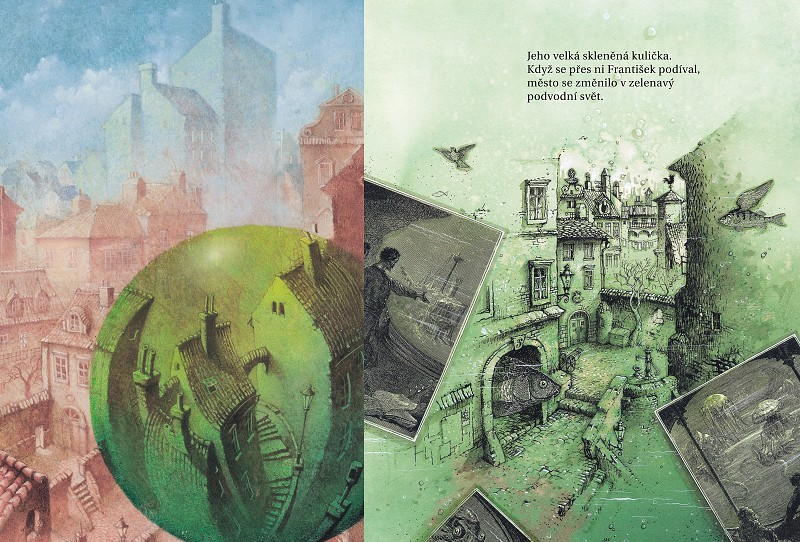 Jeho velká skleněná kulička.
Když se přes ni František podíval,
město se změnilo v zelenavý
podvodní svět.